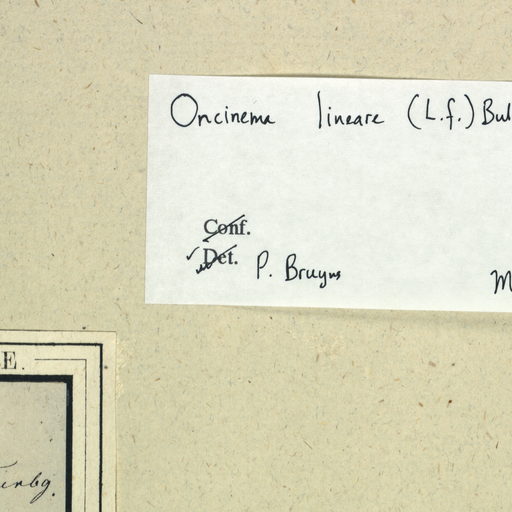 Oncinema lineare (L.f.) Bul
Conf.
Det. P. Bruyns
M
E.